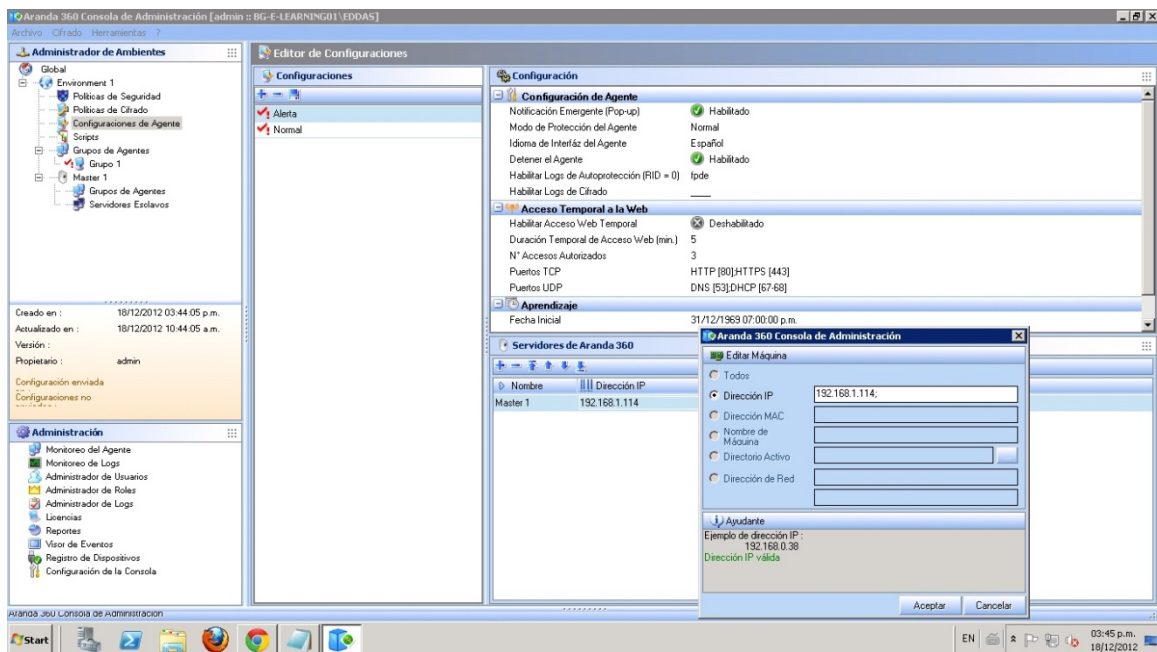 Aranda 360 Consola de Administración [admin :: BG-E-LEARNING01\EDDAS]
Archivo Cifrado Herramientas ?
Administrador de Ambientes
Global
Environment 1
Políticas de Seguridad
Políticas de Cifrado
Configuraciones de Agente
Scripts
Grupos de Agentes
Grupo 1
Master 1
Grupos de Agentes
Servidores Esclavos
Creado en : 18/12/2012 03:44:05 p.m.
Actualizado en : 18/12/2012 10:44:05 a.m.
Versión :
Propietario : admin
Configuración enviada
Configuraciones no
Administración
Monitoreo del Agente
Monitoreo de Logs
Administrador de Usuarios
Administrador de Roles
Administrador de Logs
Licencias
Reportes
Visor de Eventos
Registro de Dispositivos
Configuración de la Consola
Editor de Configuraciones
Configuraciones
Alerta
Normal
Configuración
Configuración de Agente
Notificación Emergente (Pop-up) Habilitado
Modo de Protección del Agente Normal
Idioma de Interfáz del Agente Español
Detener el Agente Habilitado
Habilitar Logs de Autoprotección (RID = 0) fpde
Habilitar Logs de Cifrado ____
Acceso Temporal a la Web
Habilitar Acceso Web Temporal Deshabilitado
Duración Temporal de Acceso Web (min.) 5
N° Accesos Autorizados 3
Puertos TCP HTTP [80];HTTPS [443]
Puertos UDP DNS [53];DHCP [67-68]
Aprendizaje
Fecha Inicial 31/12/1969 07:00:00 p.m.
Servidores de Aranda 360
Nombre Dirección IP
Master 1 192.168.1.114
Aranda 360 Consola de Administración
Editar Máquina
Todos
Dirección IP 192.168.1.114;
Dirección MAC
Nombre de
Máquina
Directorio Activo
Dirección de Red
Ayudante
Ejemplo de dirección IP :
192.168.0.38
Dirección IP válida
Aceptar Cancelar
Aranda 360 Consola de Administración
Start
EN
03:45 p.m.
18/12/2012